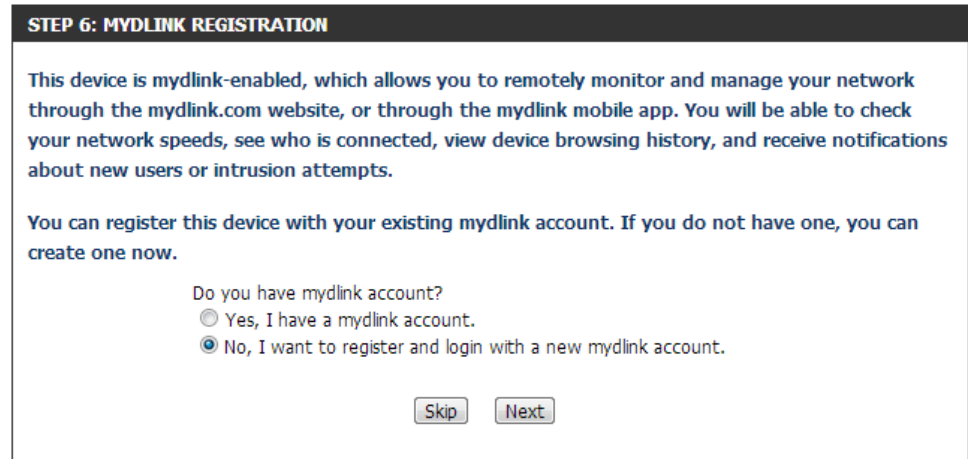 STEP 6: MYDLINK REGISTRATION
This device is mydlink-enabled, which allows you to remotely monitor and manage your network
through the mydlink.com website, or through the mydlink mobile app. You will be able to check
your network speeds, see who is connected, view device browsing history, and receive notifications
about new users or intrusion attempts.
You can register this device with your existing mydlink account. If you do not have one, you can
create one now.
Do you have mydlink account?
Yes, I have a mydlink account.
No, I want to register and login with a new mydlink account.
Skip Next